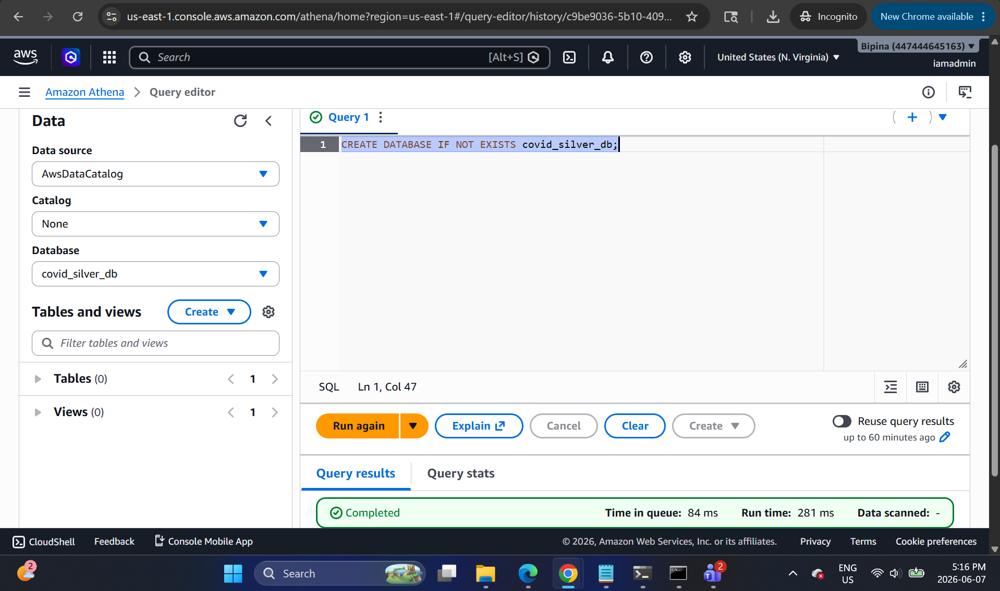 us-east-1.console.aws.amazon.com/athena/home?region=us-east-1#/query-editor/history/c9be9036-5b10-409...
Incognito
New Chrome available
aws
Search
[Alt+S]
United States (N. Virginia)
Bipina (447444645163)
iamadmin
Amazon Athena
Query editor
Data
Data source
AwsDataCatalog
Catalog
None
Database
covid_silver_db
Tables and views
Create
Filter tables and views
Tables (0)
1
Views (0)
1
Query 1
1 CREATE DATABASE IF NOT EXISTS covid_silver_db;
SQL
Ln 1, Col 47
Run again
Explain
Cancel
Clear
Create
Reuse query results
up to 60 minutes ago
Query results
Query stats
Completed
Time in queue: 84 ms
Run time: 281 ms
Data scanned: -
CloudShell
Feedback
Console Mobile App
© 2026, Amazon Web Services, Inc. or its affiliates.
Privacy
Terms
Cookie preferences
2
Search
2
ENG
US
5:16 PM
2026-06-07